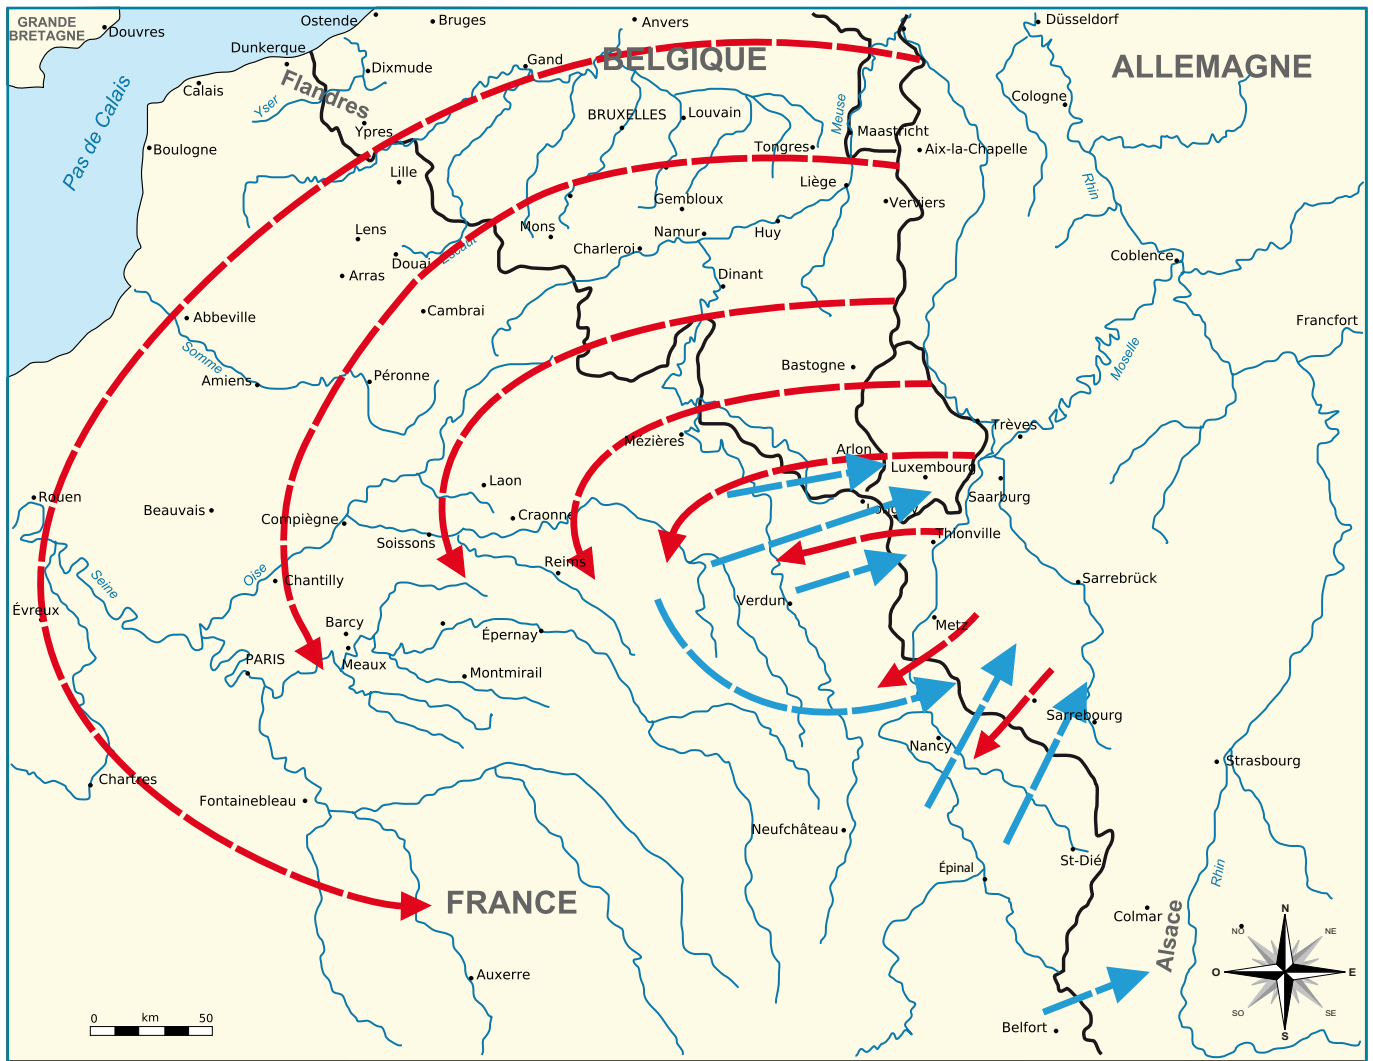 GRANDE
BRETAGNE
Douvres
Ostende
Bruges
Anvers
Düsseldorf
Dunkerque
Dixmude
Gand
BELGIQUE
ALLEMAGNE
Calais
Flandres
Yser
Pas de Calais
Ypres
BRUXELLES
Louvain
Meuse
Maastricht
Cologne
Boulogne
Lille
Tongres
Aix-la-Chapelle
Liège
Rhin
Gembloux
Verviers
Lens
Mons
Namur
Huy
Charleroi
Escaut
Douai
Arras
Dinant
Coblence
Abbeville
Cambrai
Francfort
Somme
Moselle
Amiens
Péronne
Bastogne
Mézières
Trèves
Arlon
Luxembourg
Rouen
Laon
Saarburg
Beauvais
Compiègne
Craonne
Longwy
Soissons
Thionville
Reims
Seine
Oise
Chantilly
Sarrebrück
Évreux
Verdun
Barcy
Épernay
Metz
PARIS
Meaux
Montmirail
Sarrebourg
Nancy
Chartres
Strasbourg
Fontainebleau
Neufchâteau
St-Dié
Épinal
Rhin
FRANCE
Colmar
Alsace
Auxerre
Belfort
0 km 50
N
NO NE
O E
SO SE
S